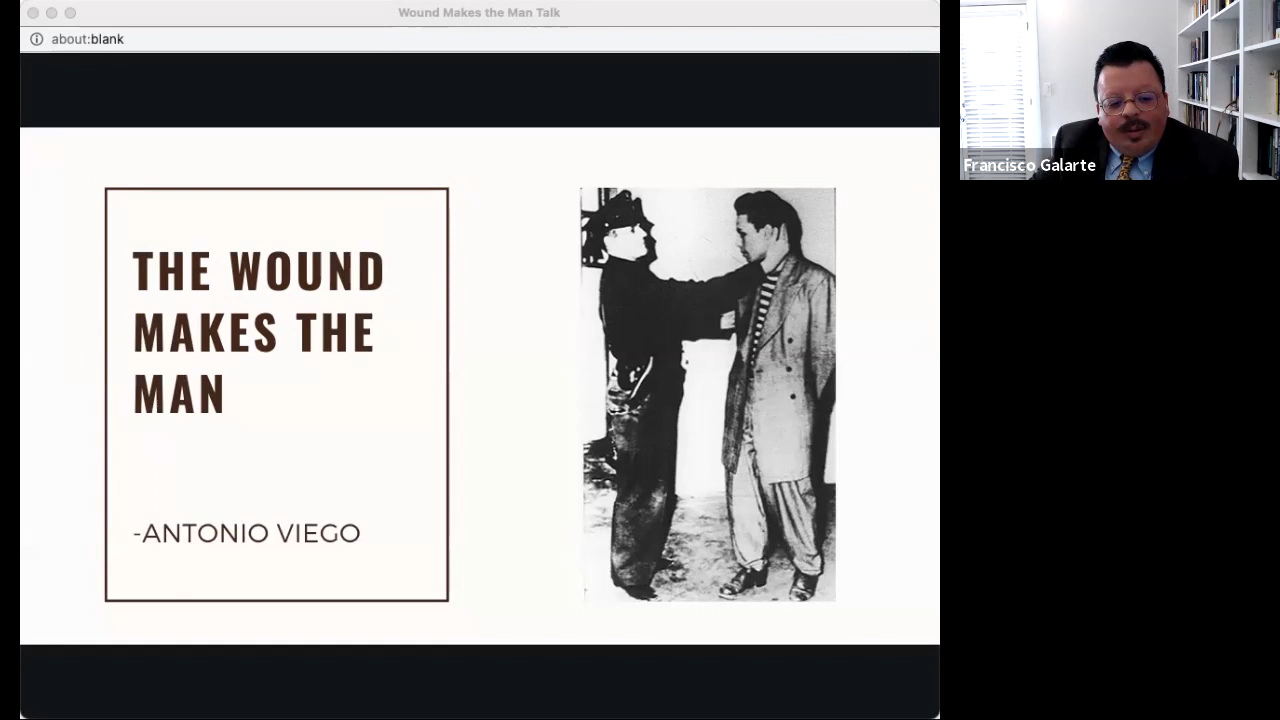 Wound Makes the Man Talk
about:blank
THE WOUND
MAKES THE
MAN
-ANTONIO VIEGO
Francisco Galarte